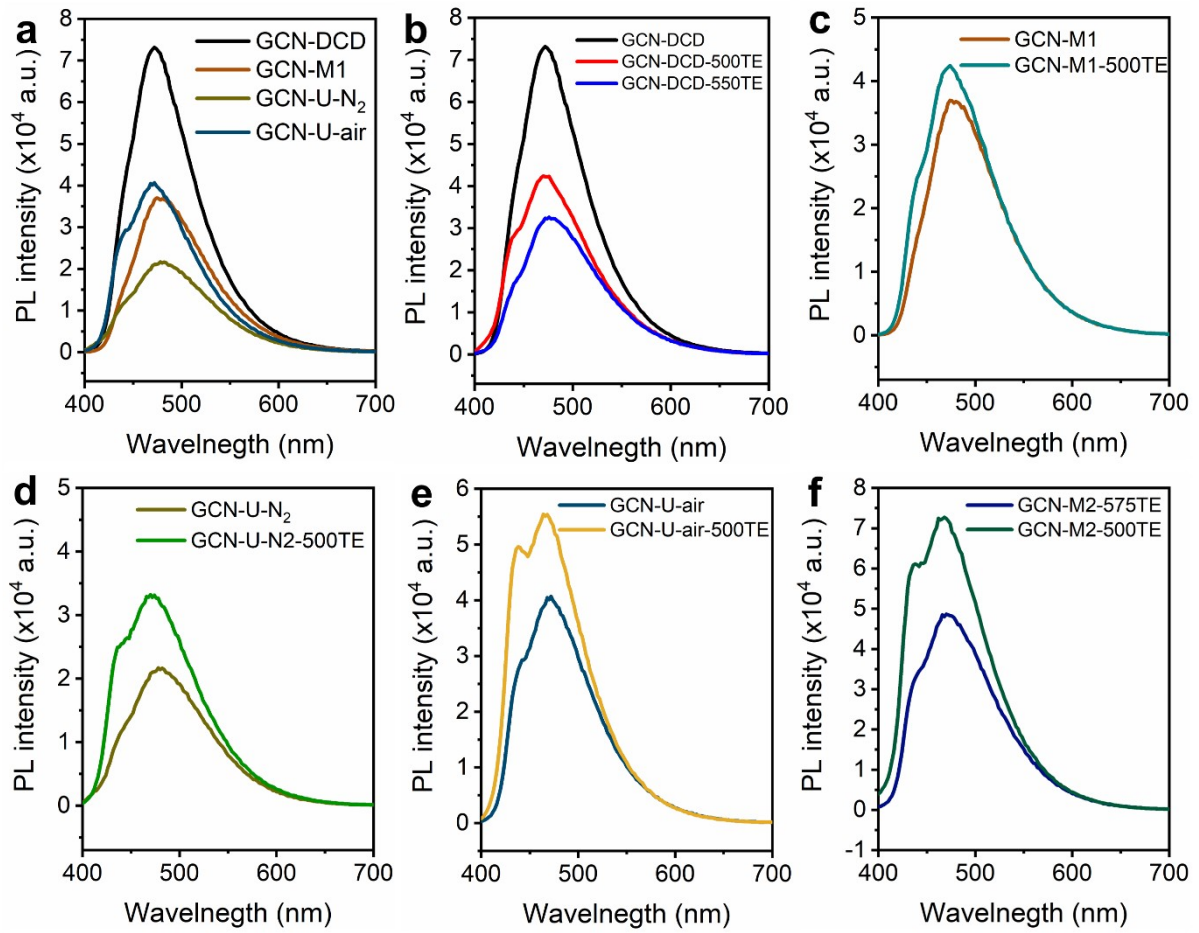 a
GCN-DCD
GCN-M1
GCN-U-N₂
GCN-U-air
PL intensity (x10⁴ a.u.)
8
7
6
5
4
3
2
1
0
400 500 600 700
Wavelnegth (nm)
b
GCN-DCD
GCN-DCD-500TE
GCN-DCD-550TE
PL intensity (x10⁴ a.u.)
8
7
6
5
4
3
2
1
0
400 500 600 700
Wavelnegth (nm)
c
GCN-M1
GCN-M1-500TE
PL intensity (x10⁴ a.u.)
5
4
3
2
1
0
400 500 600 700
Wavelnegth (nm)
d
GCN-U-N₂
GCN-U-N2-500TE
PL intensity (x10⁴ a.u.)
5
4
3
2
1
0
400 500 600 700
Wavelnegth (nm)
e
GCN-U-air
GCN-U-air-500TE
PL intensity (x10⁴ a.u.)
6
5
4
3
2
1
0
400 500 600 700
Wavelnegth (nm)
f
GCN-M2-575TE
GCN-M2-500TE
PL intensity (x10⁴ a.u.)
8
7
6
5
4
3
2
1
0
-1
400 500 600 700
Wavelnegth (nm)